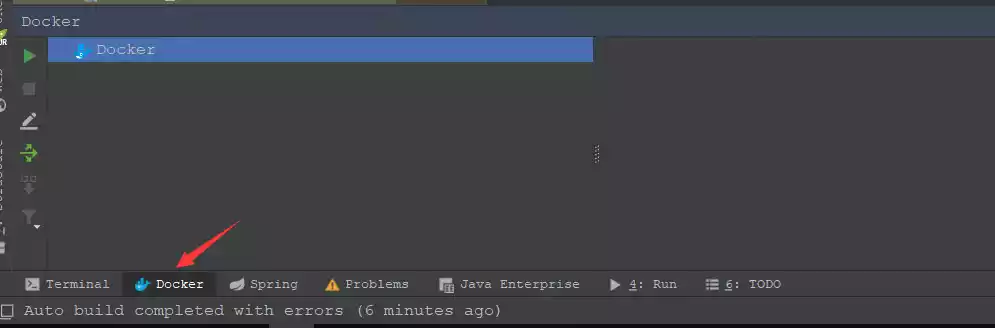 Docker
Docker
Terminal Docker Spring Problems Java Enterprise 4: Run 6: TODO
Auto build completed with errors (6 minutes ago)